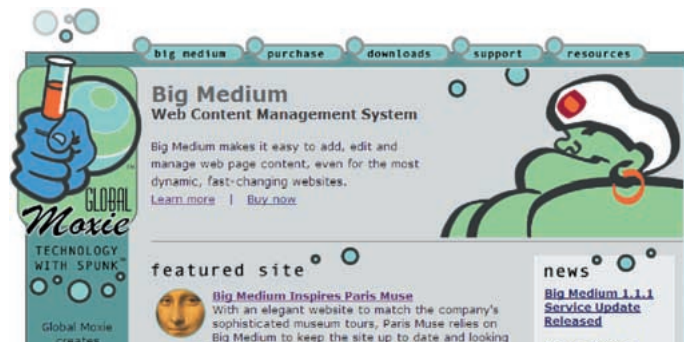 big medium
purchase
downloads
support
resources
Big Medium
Web Content Management System
Big Medium makes it easy to add, edit and
manage web page content, even for the most
dynamic, fast-changing websites.
Learn more | Buy now
GLOBAL
Moxie
TECHNOLOGY
WITH SPUNK™
Global Moxie
creates
featured site
Big Medium Inspires Paris Muse
With an elegant website to match the company's
sophisticated museum tours, Paris Muse relies on
Big Medium to keep the site up to date and looking
news
Big Medium 1.1.1
Service Update
Released